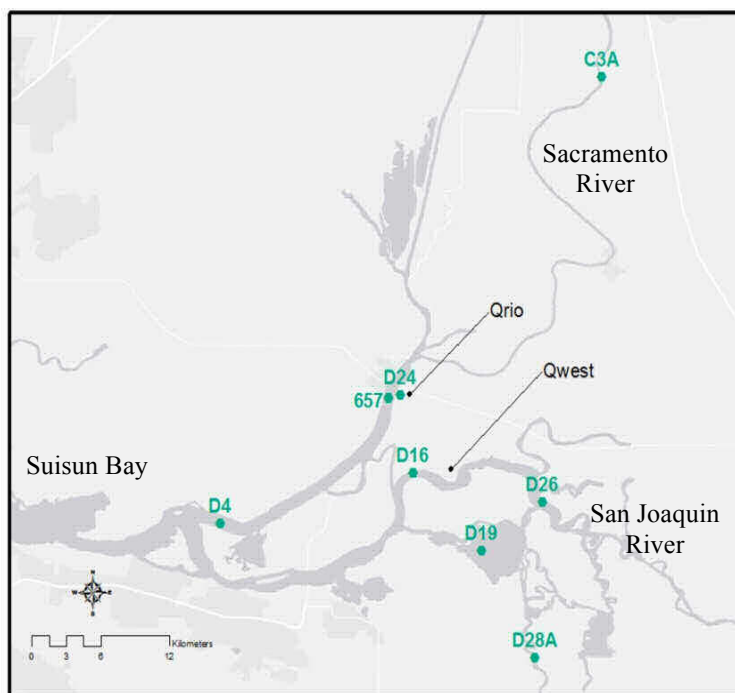 C3A
Sacramento
River
Qrio
D24
657
Qwest
Suisun Bay
D16
D4
D26
San Joaquin
River
D19
N
W E
S
Kilometers
0 3 6 12
D28A